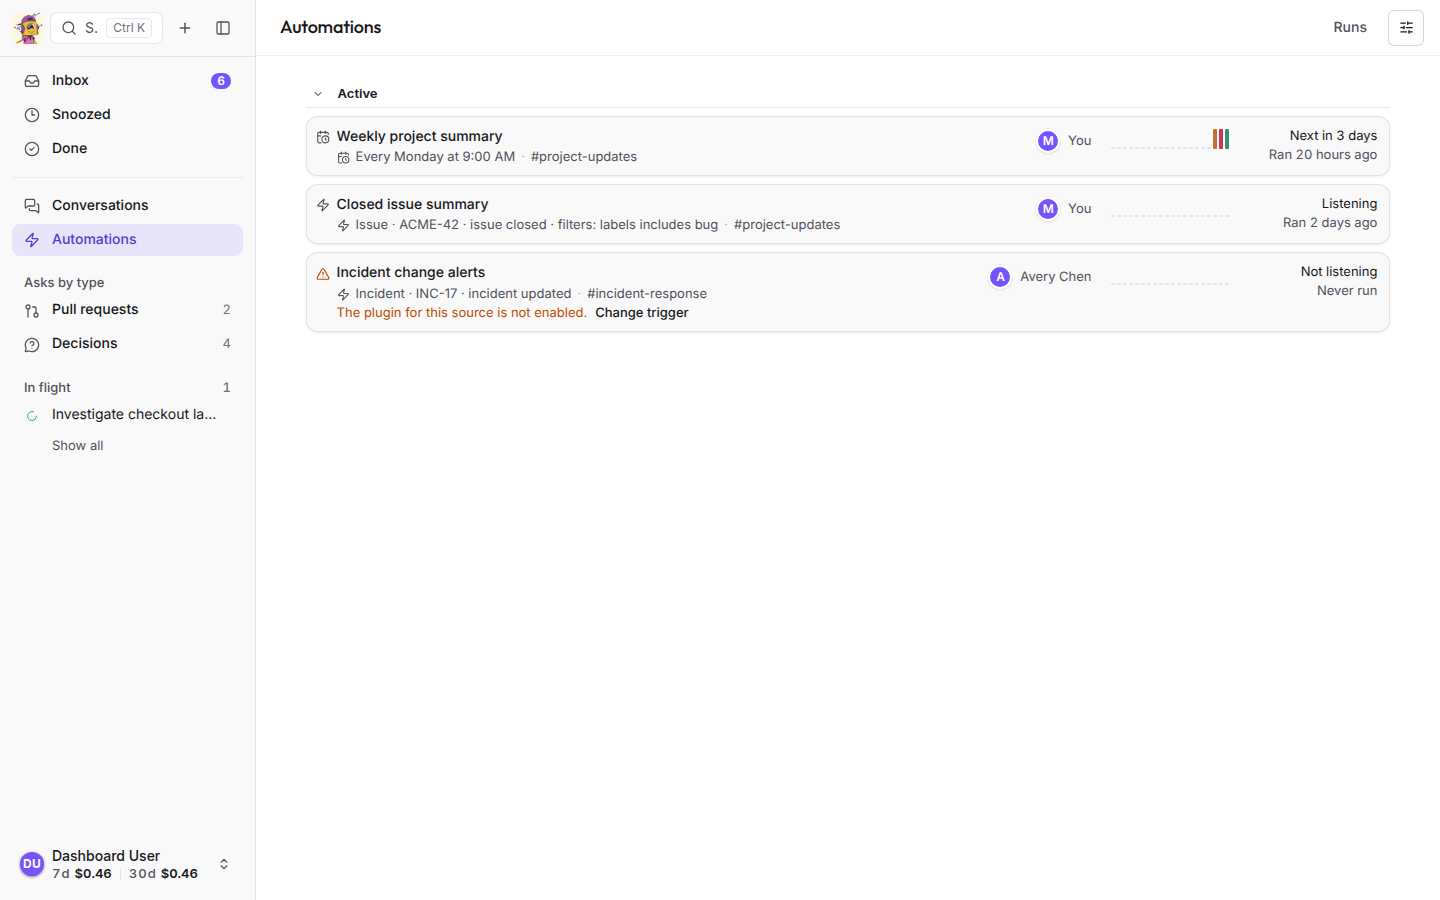 S. Ctrl K
Inbox 6
Snoozed
Done
Conversations
Automations
Asks by type
Pull requests 2
Decisions 4
In flight 1
Investigate checkout la...
Show all
DU Dashboard User
7d $0.46 30d $0.46
Automations Runs
Active
Weekly project summary
Every Monday at 9:00 AM · #project-updates
M You
Next in 3 days
Ran 20 hours ago
Closed issue summary
Issue · ACME-42 · issue closed · filters: labels includes bug · #project-updates
M You
Listening
Ran 2 days ago
Incident change alerts
Incident · INC-17 · incident updated · #incident-response
The plugin for this source is not enabled. Change trigger
A Avery Chen
Not listening
Never run